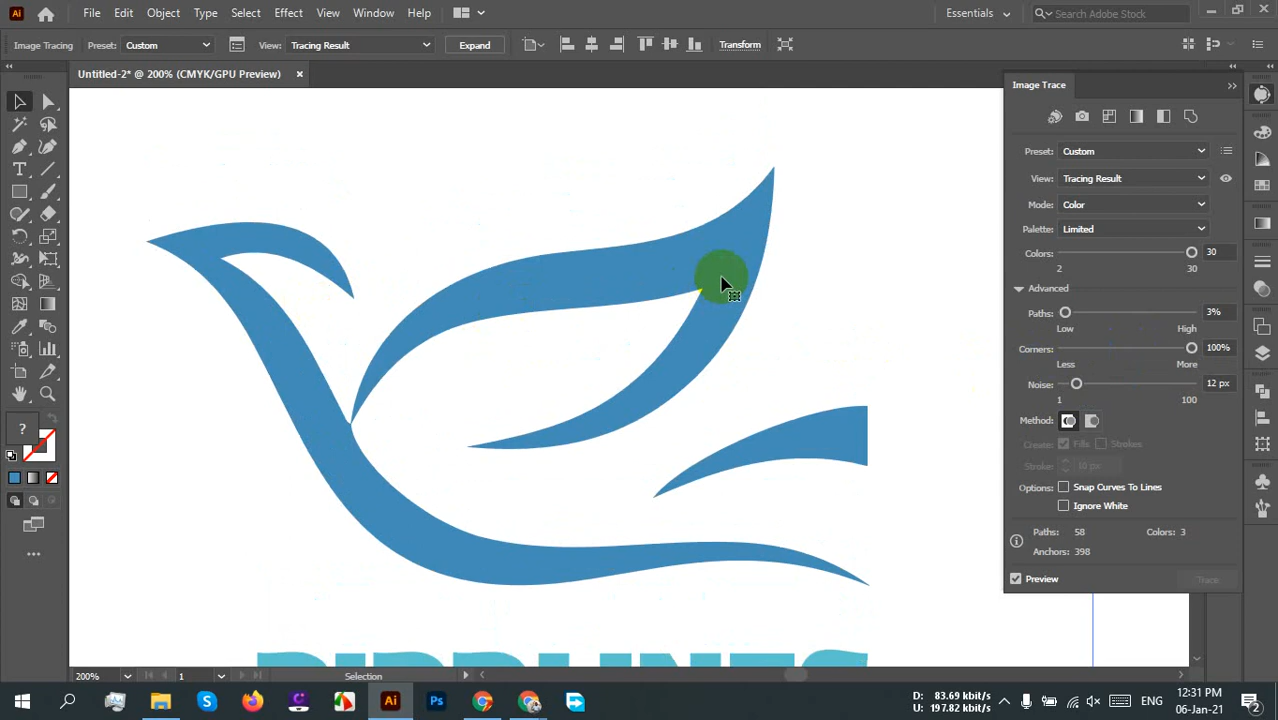 Ai File Edit Object Type Select Effect View Window Help Essentials Search Adobe Stock
Image Tracing Preset: Custom View: Tracing Result Expand Transform
Untitled-2* @ 200% (CMYK/GPU Preview)
Image Trace
Preset: Custom
View: Tracing Result
Mode: Color
Palette: Limited
Colors: 30
2 30
Advanced
Paths: 3%
Low High
Corners: 100%
Less More
Noise: 12 px
1 100
Method:
Create: Fills Strokes
Stroke: 10 px
Options: Snap Curves To Lines
Ignore White
Paths: 58 Colors: 3
Anchors: 398
Preview Trace
?
200% 1 Selection
Ai Ps D: 83.69 kbit/s ENG 12:31 PM
U: 197.82 kbit/s 06-Jan-21 2